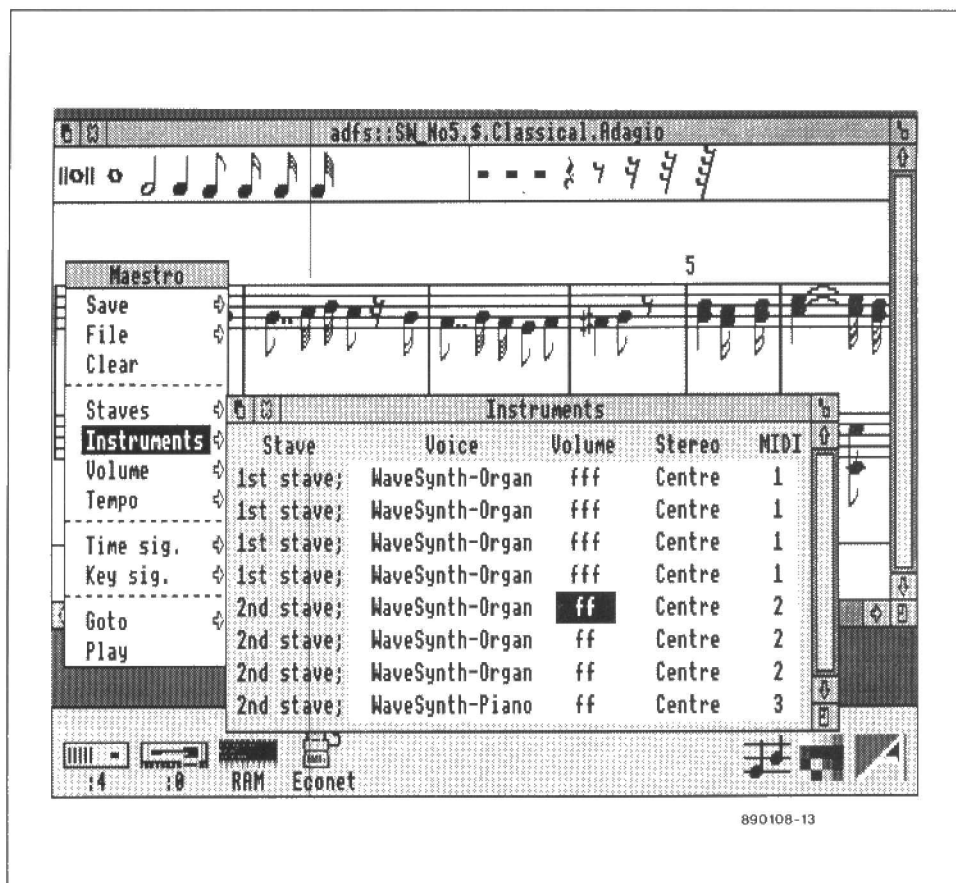 adfs::SW_No5.$.Classical.Adagio
5
Maestro
Save
File
Clear
Staves
Instruments
Volume
Tempo
Time sig.
Key sig.
Goto
Play
Instruments
Stave Voice Volume Stereo MIDI
1st stave; WaveSynth-Organ fff Centre 1
1st stave; WaveSynth-Organ fff Centre 1
1st stave; WaveSynth-Organ fff Centre 1
1st stave; WaveSynth-Organ fff Centre 1
2nd stave; WaveSynth-Organ ff Centre 2
2nd stave; WaveSynth-Organ ff Centre 2
2nd stave; WaveSynth-Organ ff Centre 2
2nd stave; WaveSynth-Piano ff Centre 3
:4 :0 RAM Econet
890108-13